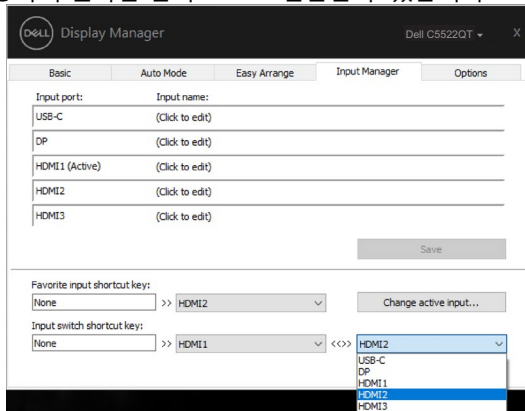 DELL Display Manager Dell C5522QT X
Basic Auto Mode Easy Arrange Input Manager Options
Input port: Input name:
USB-C (Click to edit)
DP (Click to edit)
HDMI1 (Active) (Click to edit)
HDMI2 (Click to edit)
HDMI3 (Click to edit)
Save
Favorite input shortcut key:
None >> HDMI2 Change active input...
Input switch shortcut key:
None >> HDMI1 <<>> HDMI2
USB-C
DP
HDMI1
HDMI2
HDMI3